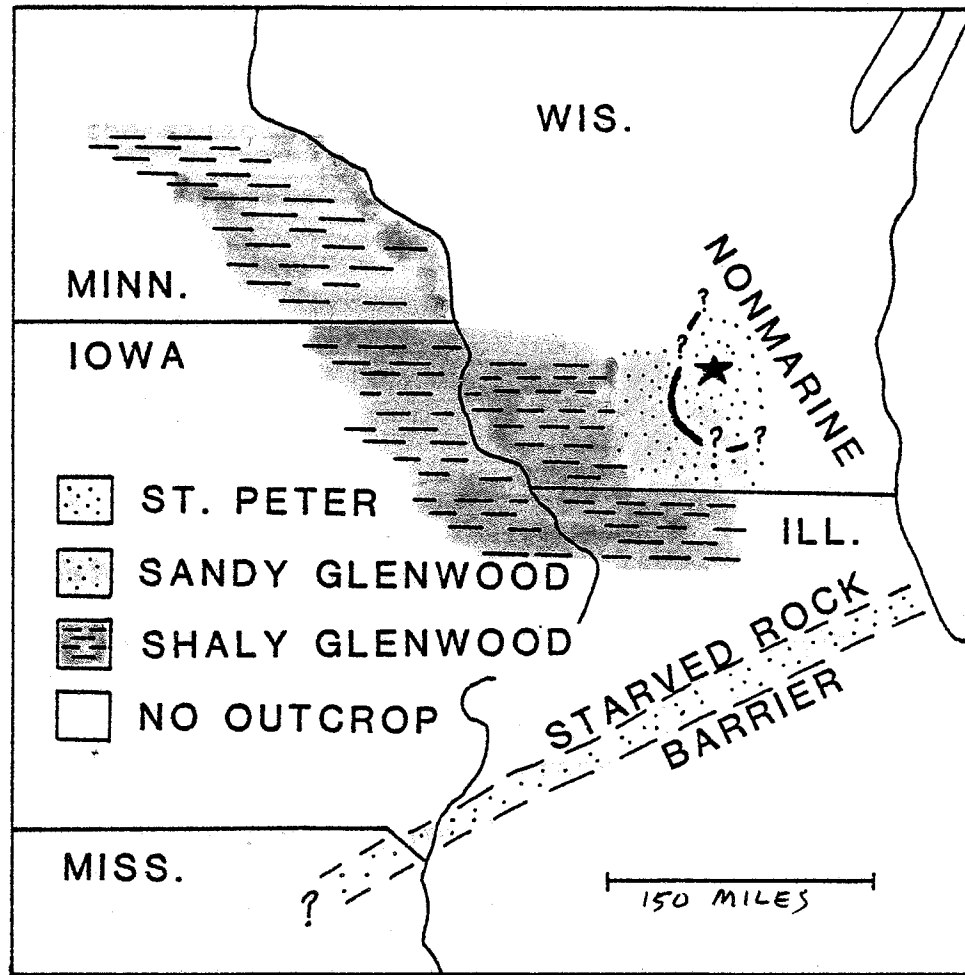 WIS.
NONMARINE
?
?
? ?
MINN.
IOWA
ST. PETER
SANDY GLENWOOD
SHALY GLENWOOD
NO OUTCROP
ILL.
STARVED ROCK
BARRIER
MISS.
?
150 MILES